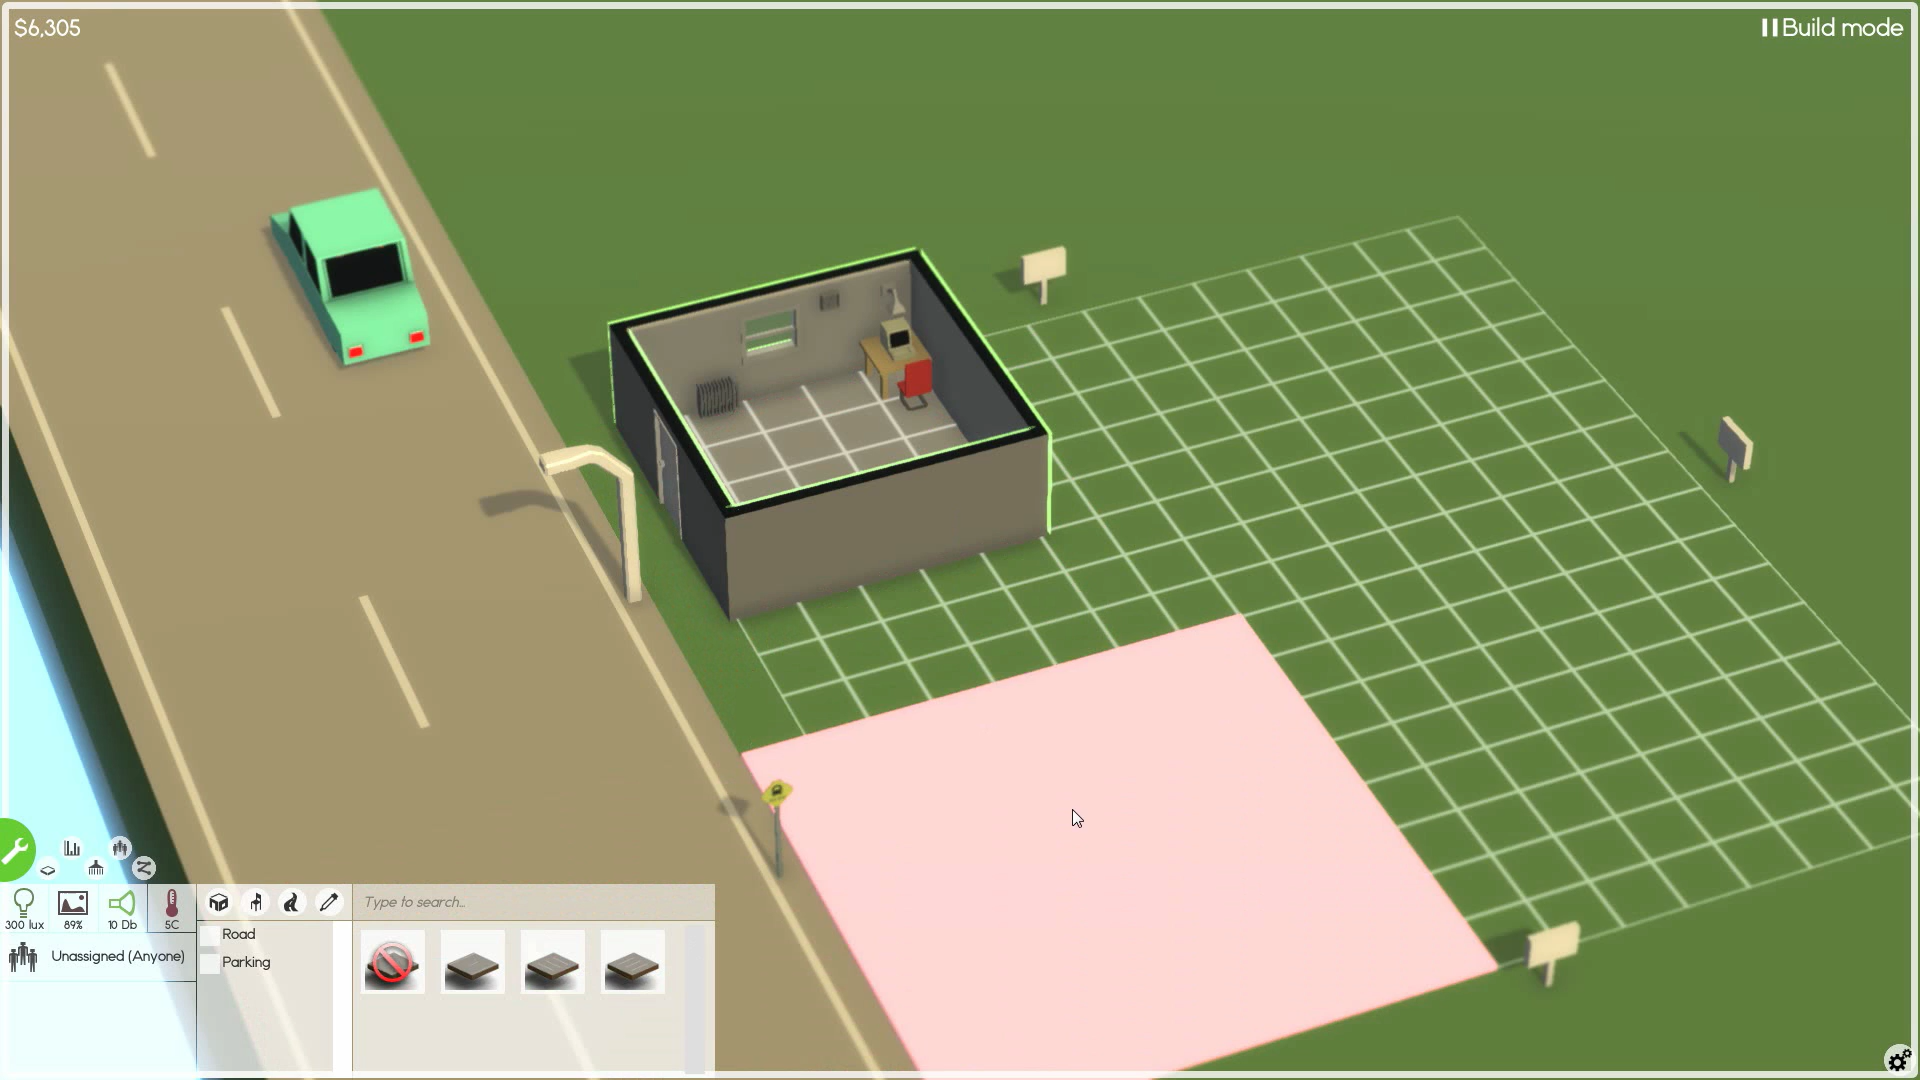 $6,305
Build mode
300 lux
89%
10 Db
5C
Unassigned (Anyone)
Type to search...
Road
Parking